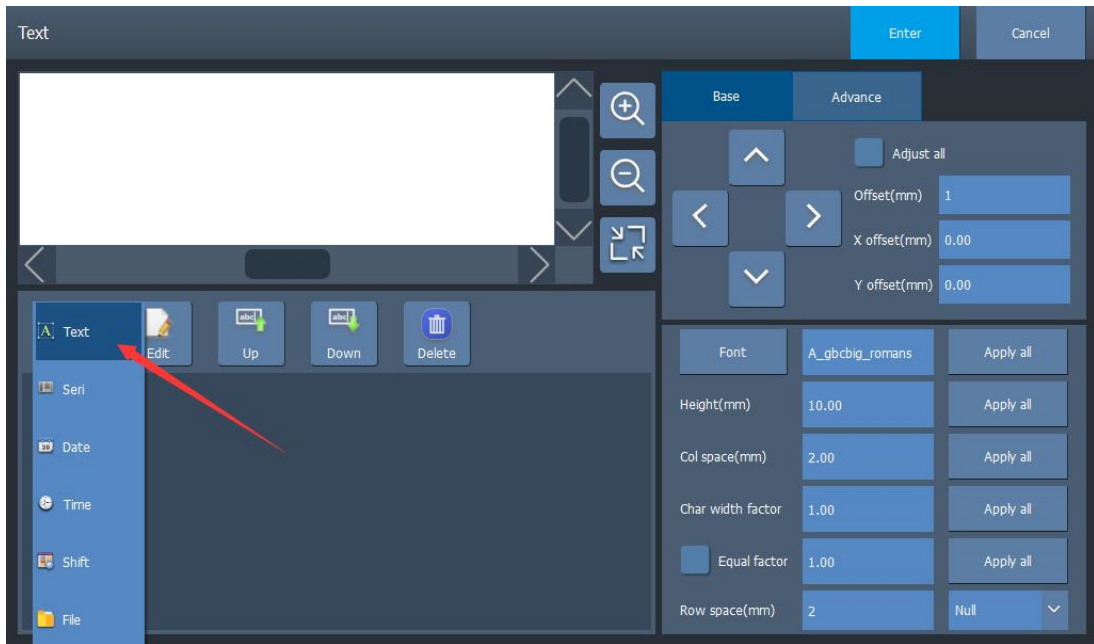 Text
Enter
Cancel
Base
Advance
Adjust all
Offset(mm) 1
X offset(mm) 0.00
Y offset(mm) 0.00
Text
Edit
Up
Down
Delete
Seri
Date
Time
Shift
File
Font A_gbcbig_romans Apply all
Height(mm) 10.00 Apply all
Col space(mm) 2.00 Apply all
Char width factor 1.00 Apply all
Equal factor 1.00 Apply all
Row space(mm) 2 Null